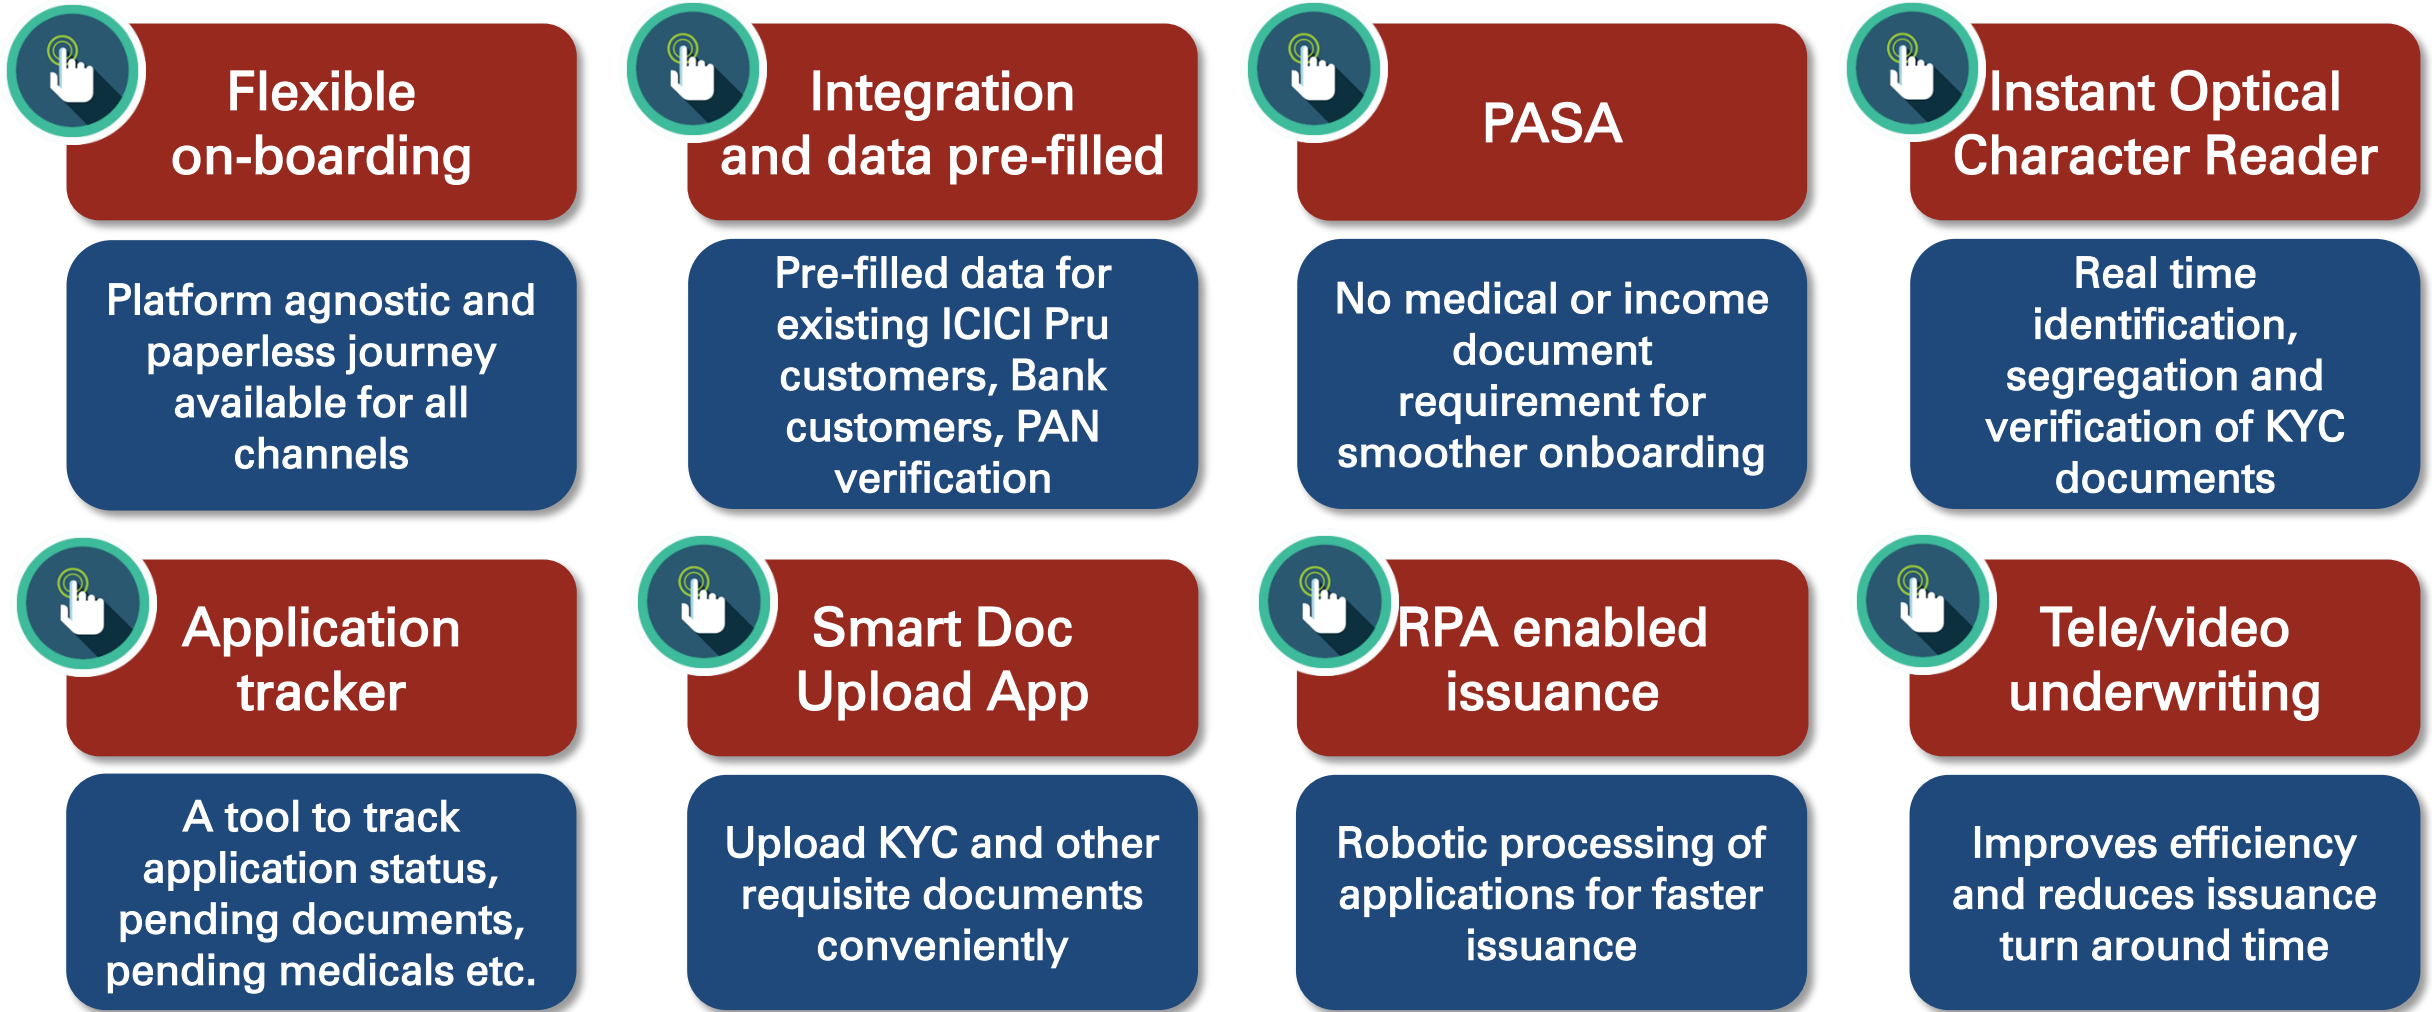 Flexible
on-boarding
Platform agnostic and
paperless journey
available for all
channels
Integration
and data pre-filled
Pre-filled data for
existing ICICI Pru
customers, Bank
customers, PAN
verification
PASA
No medical or income
document
requirement for
smoother onboarding
Instant Optical
Character Reader
Real time
identification,
segregation and
verification of KYC
documents
Application
tracker
A tool to track
application status,
pending documents,
pending medicals etc.
Smart Doc
Upload App
Upload KYC and other
requisite documents
conveniently
RPA enabled
issuance
Robotic processing of
applications for faster
issuance
Tele/video
underwriting
Improves efficiency
and reduces issuance
turn around time